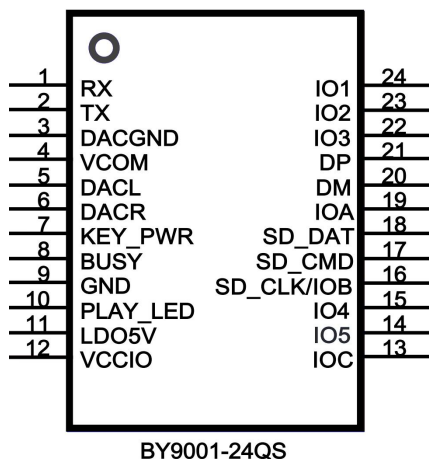 1 RX IO1 24
2 TX IO2 23
3 DACGND IO3 22
4 VCOM DP 21
5 DACL DM 20
6 DACR IOA 19
7 KEY_PWR SD_DAT 18
8 BUSY SD_CMD 17
9 GND SD_CLK/IOB 16
10 PLAY_LED IO4 15
11 LDO5V IO5 14
12 VCCIO IOC 13
BY9001-24QS